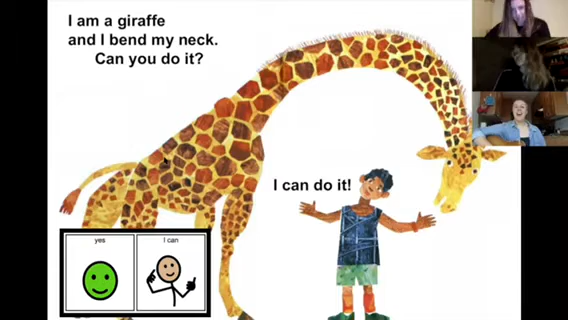 I am a giraffe
and I bend my neck.
Can you do it?
I can do it!
yes
I can